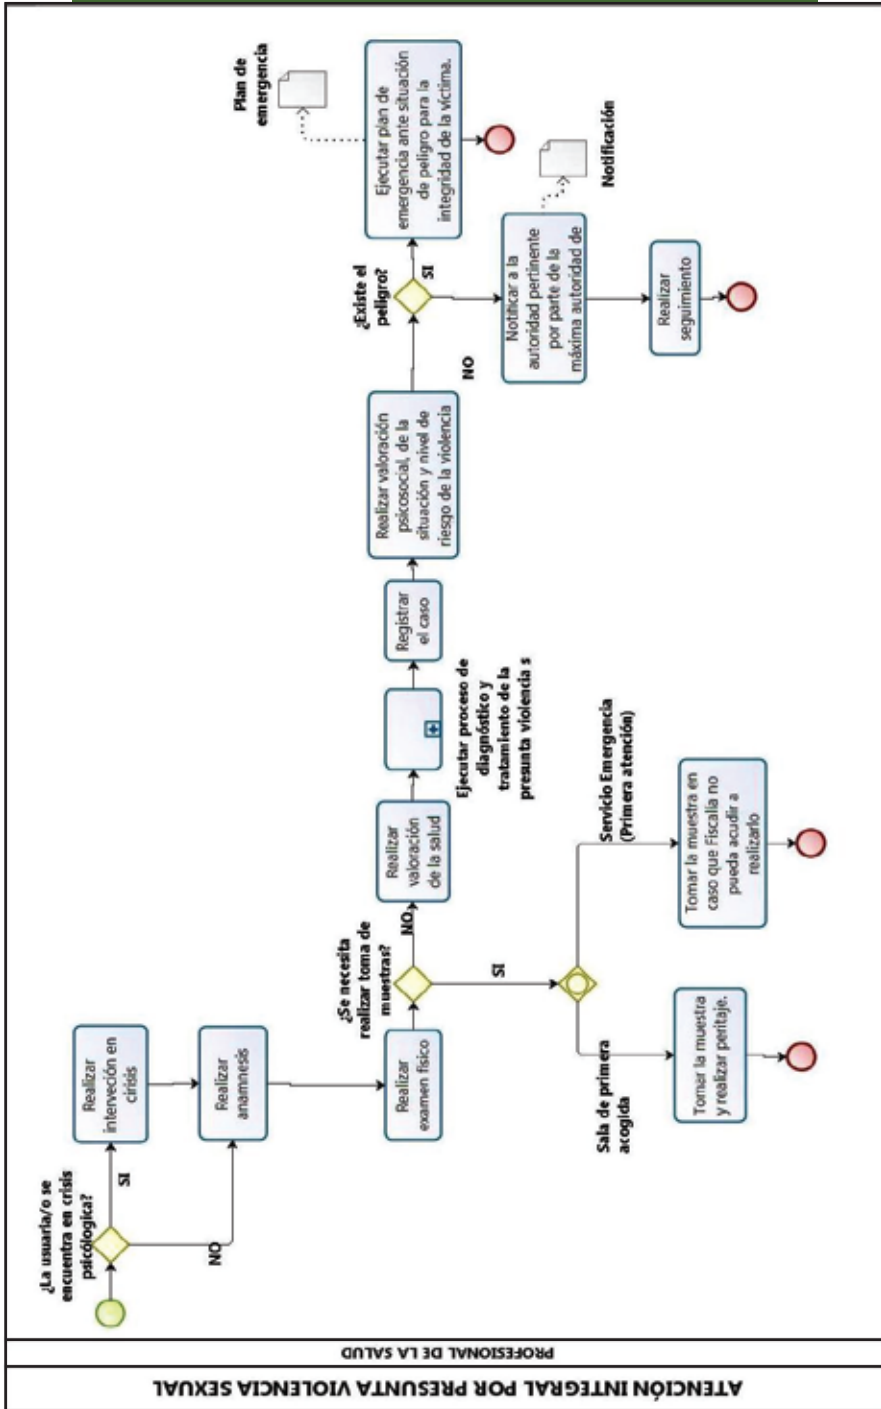 ATENCIÓN INTEGRAL POR PRESUNTA VIOLENCIA SEXUAL
PROFESIONAL DE LA SALUD
¿La usuaria/o se
encuentra en crisis
psicólogica?
SI
NO
Realizar
interveción en
cirisis
Realizar
anamnesis
Realizar
examen físico
¿Se necesita
realizar toma de
muestras?
NO
SI
Sala de primera
acogida
Tomar la muestra
y realizar peritaje.
Servicio Emergencia
(Primera atención)
Tomar la muestra en
caso que Fiscalía no
pueda acudir a
realizarlo
Realizar
valoración
de la salud
Ejecutar proceso de
diagnóstico y
tratamiento de la
presunta violencia s
Registrar
el caso
Realizar valoración
psicosocial, de la
situación y nivel de
riesgo de la violencia
¿Existe el
peligro?
SI
NO
Ejecutar plan de
emergencia ante situación
de peligro para la
integridad de la víctima.
Plan de
emergencia
Notificar a la
autoridad pertinente
por parte de la
máxima autoridad de
Notificación
Realizar
seguimiento